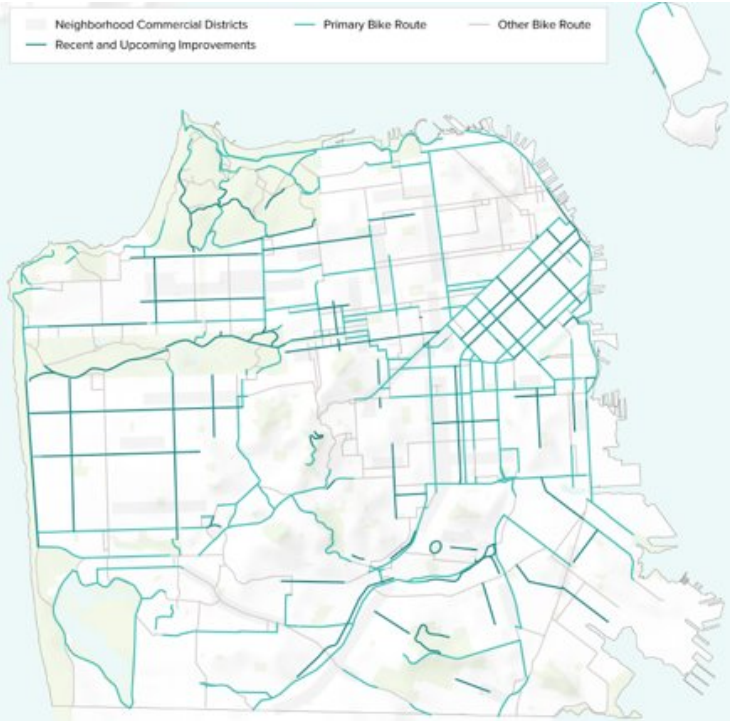 Neighborhood Commercial Districts
Primary Bike Route
Other Bike Route
Recent and Upcoming Improvements